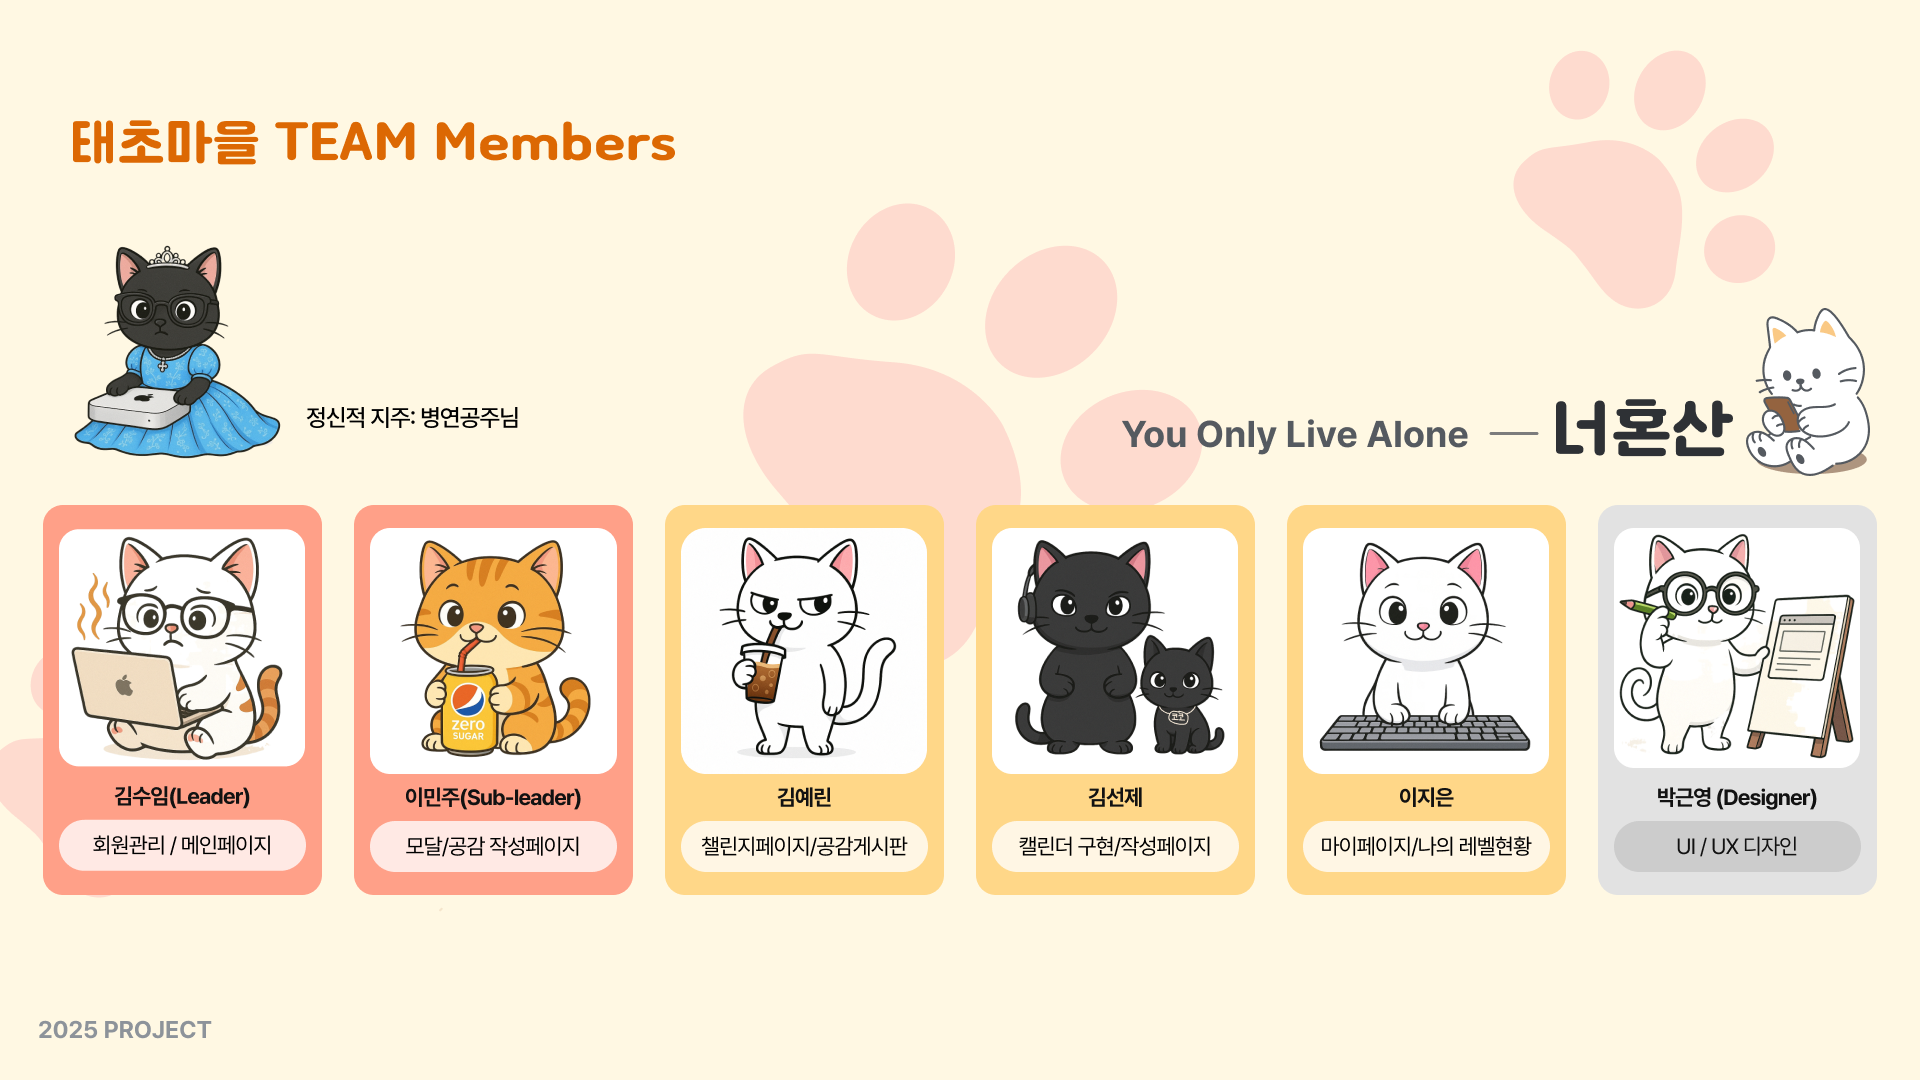 태초마을 TEAM Members
정신적 지주: 병연공주님
You Only Live Alone — 너혼산
zero
SUGAR
코코
김수임(Leader)
회원관리 / 메인페이지
이민주(Sub-leader)
모달/공감 작성페이지
김예린
챌린지페이지/공감게시판
김선제
캘린더 구현/작성페이지
이지은
마이페이지/나의 레벨현황
박근영 (Designer)
UI / UX 디자인
2025 PROJECT